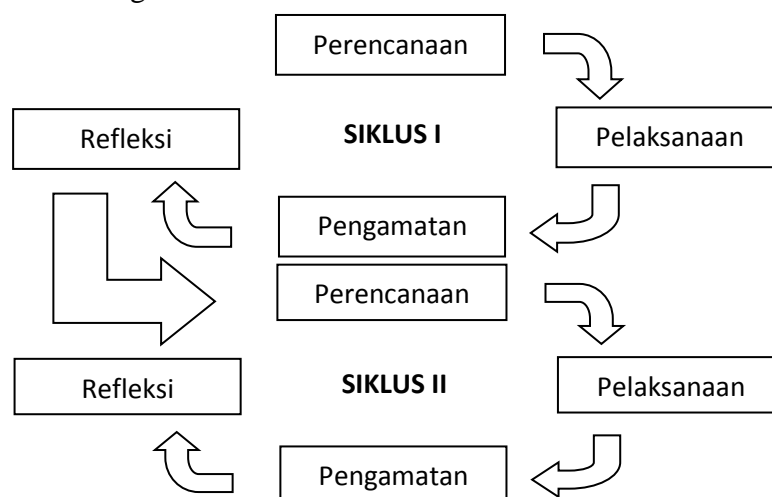 Perencanaan
Refleksi
SIKLUS I
Pelaksanaan
Pengamatan
Perencanaan
Refleksi
SIKLUS II
Pelaksanaan
Pengamatan